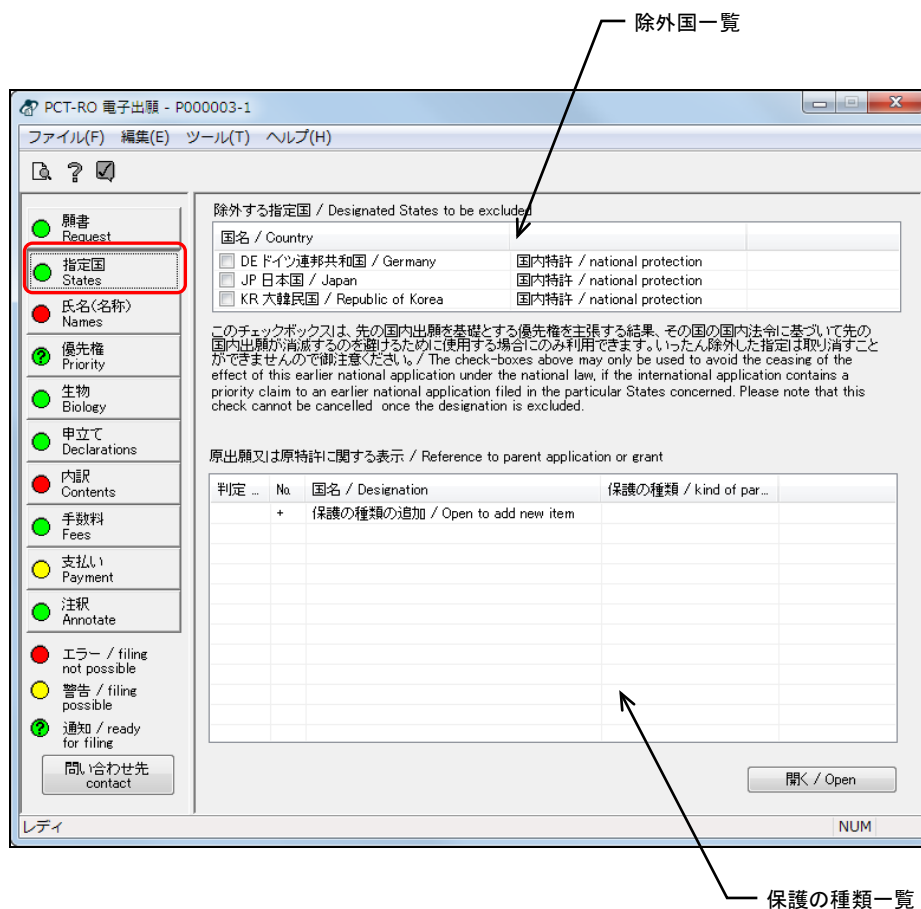 除外国一覧
PCT-RO 電子出願 - P000003-1
ファイル(F) 編集(E) ツール(T) ヘルプ(H)
願書
Request
指定国
States
氏名(名称)
Names
優先権
Priority
生物
Biology
申立て
Declarations
内訳
Contents
手数料
Fees
支払い
Payment
注釈
Annotate
エラー / filing
not possible
警告 / filing
possible
通知 / ready
for filing
問い合わせ先
contact
除外する指定国 / Designated States to be excluded
国名 / Country
DE ドイツ連邦共和国 / Germany 国内特許 / national protection
JP 日本国 / Japan 国内特許 / national protection
KR 大韓民国 / Republic of Korea 国内特許 / national protection
このチェックボックスは、先の国内出願を基礎とする優先権を主張する結果、その国の国内法令に基づいて先の
国内出願が消滅するのを避けるために使用する場合にのみ利用できます。いったん除外した指定は取り消すこと
ができませんので御注意ください。 / The check-boxes above may only be used to avoid the ceasing of the
effect of this earlier national application under the national law, if the international application contains a
priority claim to an earlier national application filed in the particular States concerned. Please note that this
check cannot be cancelled once the designation is excluded.
原出願又は原特許に関する表示 / Reference to parent application or grant
判定 ... No. 国名 / Designation 保護の種類 / kind of par...
+ 保護の種類の追加 / Open to add new item
開く / Open
レディ NUM
保護の種類一覧